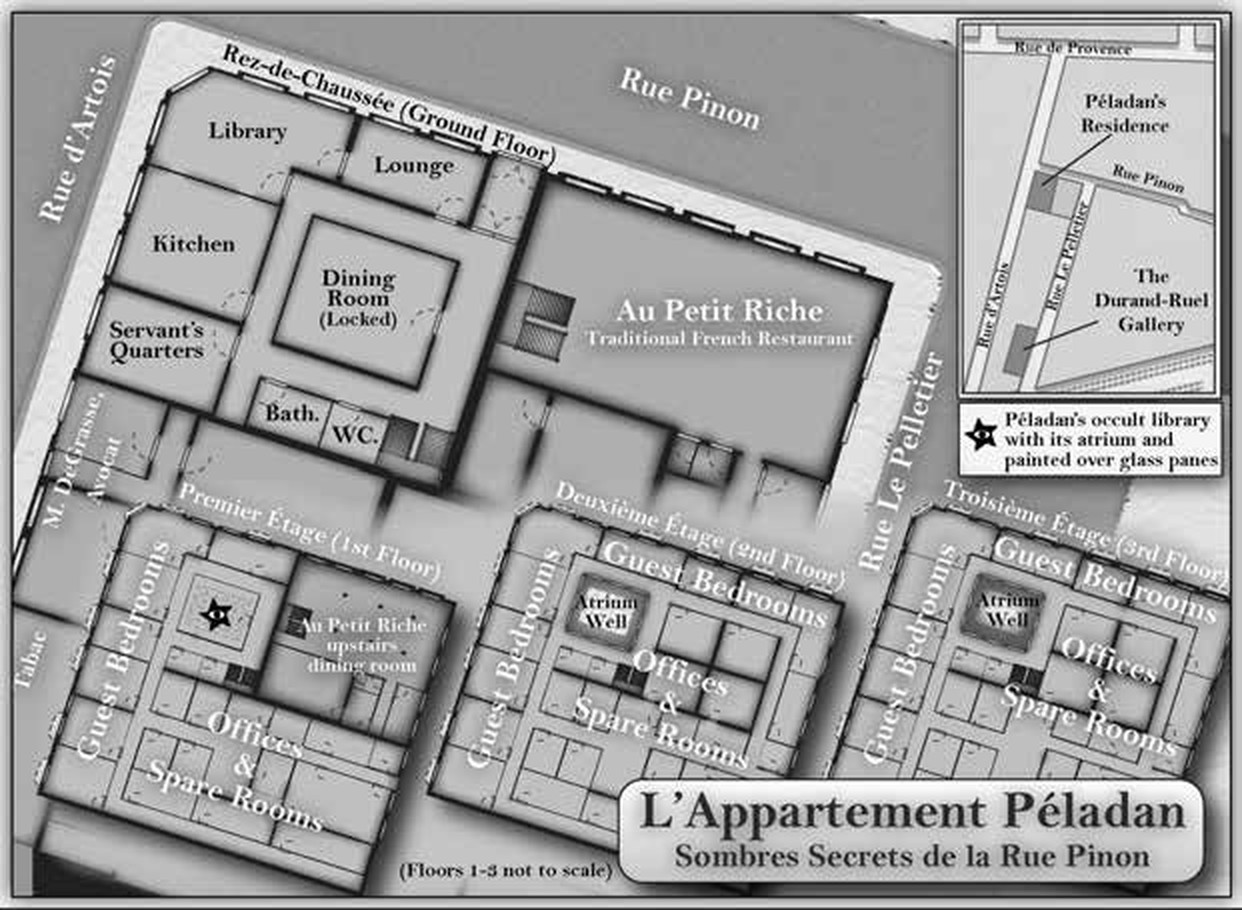 Rez-de-Chaussée (Ground Floor)
Rue Pinon
Rue d'Artois
Library
Lounge
Kitchen
Dining
Room
(Locked)
Servant's
Quarters
Bath.
WC.
Au Petit Riche
Traditional French Restaurant
Rue Le Pelletier
M. DeGrasse,
Avocat
Tabac
Rue de Provence
Péladan's
Residence
Rue Pinon
Rue d'Artois
Rue Le Pelletier
The
Durand-Ruel
Gallery
Péladan's occult library
with its atrium and
painted over glass panes
Premier Étage (1st Floor)
Guest Bedrooms
Au Petit Riche
upstairs
dining room
Offices
&
Spare Rooms
Deuxième Étage (2nd Floor)
Guest Bedrooms
Guest Bedrooms
Atrium
Well
Offices
&
Spare Rooms
Troisième Étage (3rd Floor)
Guest Bedrooms
Guest Bedrooms
Atrium
Well
Offices
&
Spare Rooms
(Floors 1-3 not to scale)
L'Appartement Péladan
Sombres Secrets de la Rue Pinon